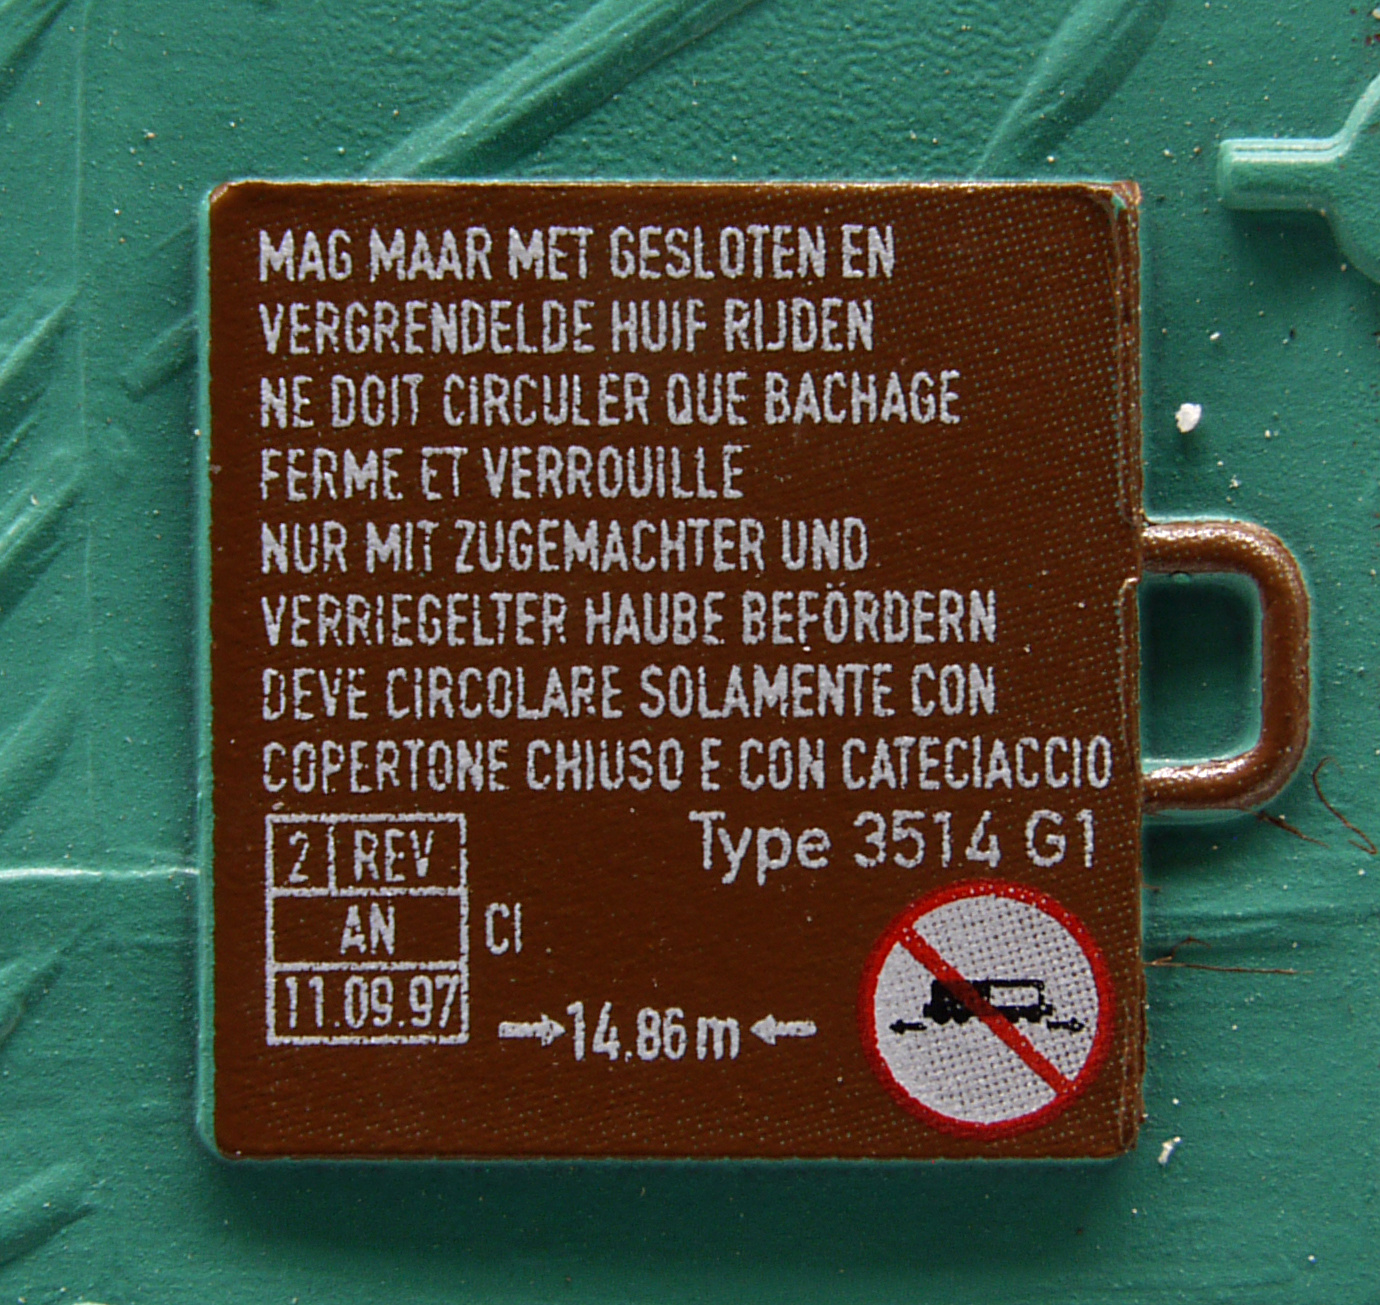 MAG MAAR MET GESLOTEN EN
VERGRENDELDE HUIF RIJDEN
NE DOIT CIRCULER QUE BACHAGE
FERME ET VERROUILLE
NUR MIT ZUGEMACHTER UND
VERRIEGELTER HAUBE BEFÖRDERN
DEVE CIRCOLARE SOLAMENTE CON
COPERTONE CHIUSO E CON CATECIACCIO
Type 3514 G1
2 REV
AN CI
11.09.97
14.86 m